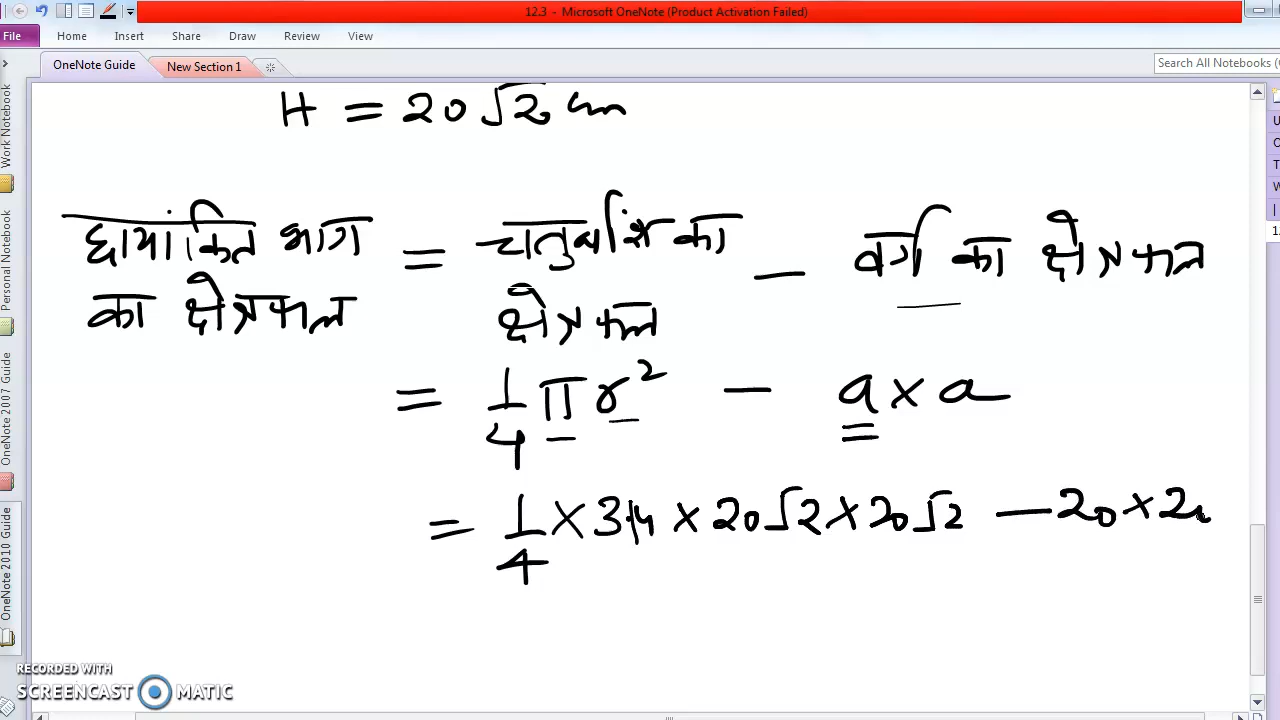 12.3 - Microsoft OneNote (Product Activation Failed)
File Home Insert Share Draw Review View
OneNote Guide New Section 1
Search All Notebooks (
Work Notebook
Personal Notebook
OneNote 2007 Guide
OneNote 2010 Guide
H = 20√2 cm
छायांकित भाग = चतुर्थांश का − वर्ग का क्षेत्रफल
का क्षेत्रफल क्षेत्रफल
= 1/4 π r² − a × a
= 1/4 × 3.14 × 20√2 × 20√2 − 20 × 20
RECORDED WITH
SCREENCAST MATIC